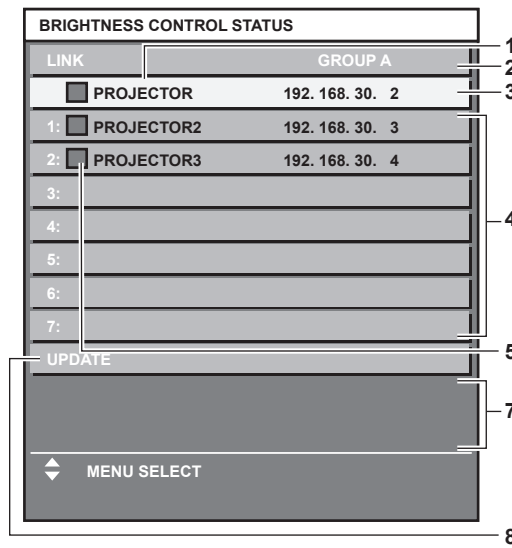 BRIGHTNESS CONTROL STATUS
LINK GROUP A
PROJECTOR 192. 168. 30. 2
1: PROJECTOR2 192. 168. 30. 3
2: PROJECTOR3 192. 168. 30. 4
3:
4:
5:
6:
7:
UPDATE
MENU SELECT
1
2
3
4
5
7
8